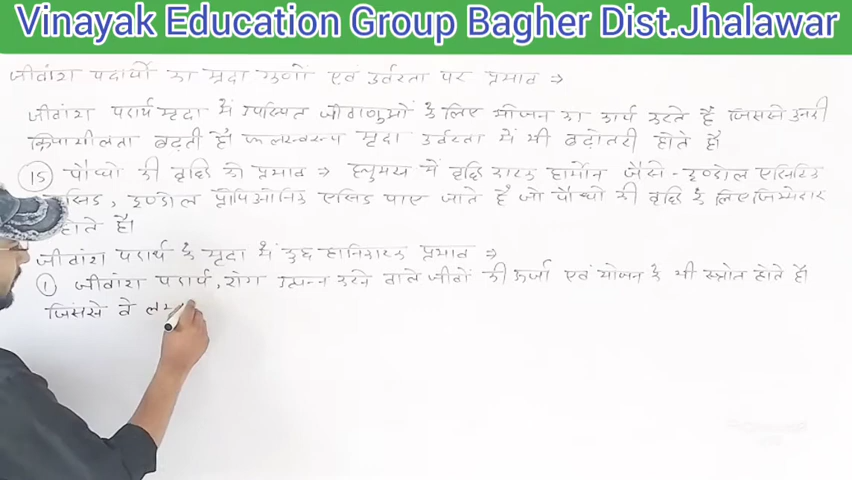 Vinayak Education Group Bagher Dist.Jhalawar
जीवांश पदार्थो का मृदा गुणों एवं उर्वरता पर प्रभाव ⇒
जीवांश पदार्थ मृदा में उपस्थित जीवाणुओं के लिए भोजन का कार्य करते हैं जिससे उनकी
क्रियाशीलता बढ़ती है। फलस्वरूप मृदा उर्वरता में भी बढ़ोतरी होते है
(15) पौधों की वृद्धि को प्रभाव ⇒ ह्युमस में वृद्धि कारक हार्मोन जैसे - इण्डोल एसिटिक
एसिड, इण्डोल प्रोपिओनिक एसिड पाए जाते हैं जो पौधों की वृद्धि के लिए जिम्मेदार
होते है।
जीवांश पदार्थ के मृदा में कुछ हानिकारक प्रभाव ⇒
(1) जीवांश पदार्थ, रोग उत्पन्न करने वाले जीवों की ऊर्जा एवं भोजन के भी स्त्रोत होते है।
जिससे वे